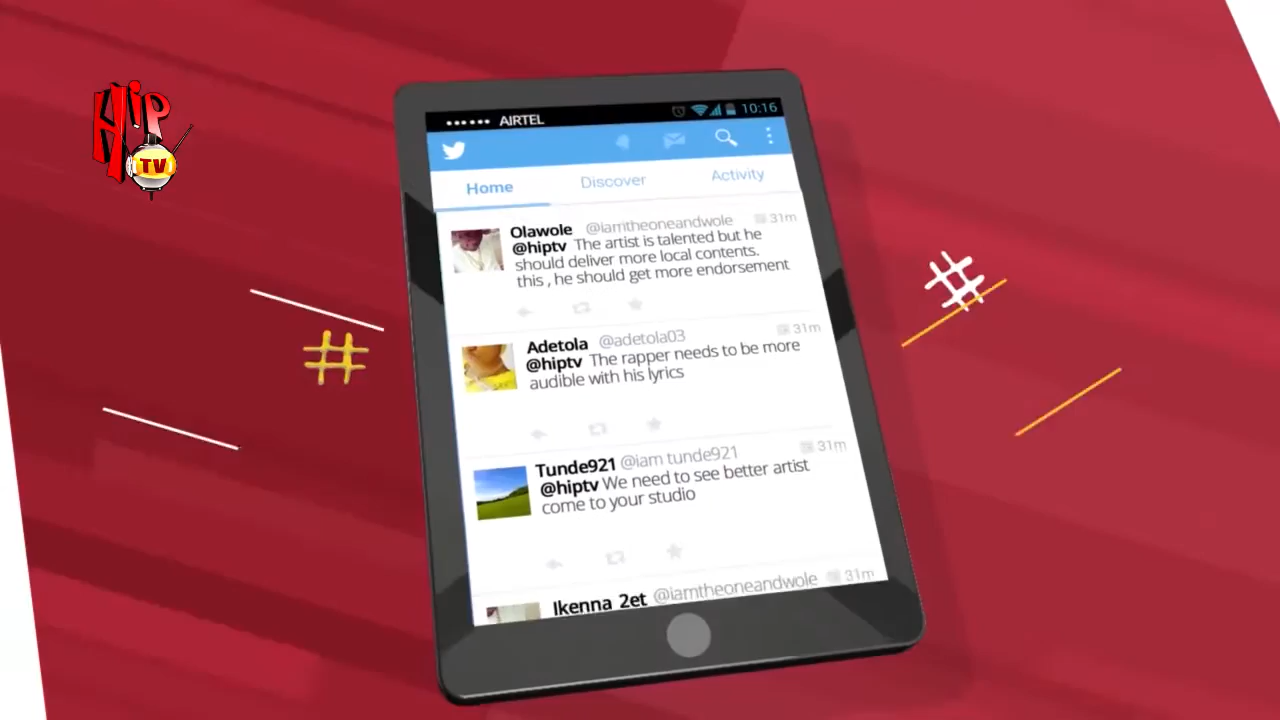 Hip
TV
AIRTEL
10:16
Home
Discover
Activity
Olawole @iamtheoneandwole 31m
@hiptv The artist is talented but he
should deliver more local contents.
this , he should get more endorsement
Adetola @adetola03 31m
@hiptv The rapper needs to be more
audible with his lyrics
Tunde921 @iam tunde921 31m
@hiptv We need to see better artist
come to your studio
Ikenna 2et @iamtheoneandwole 31m
#
#